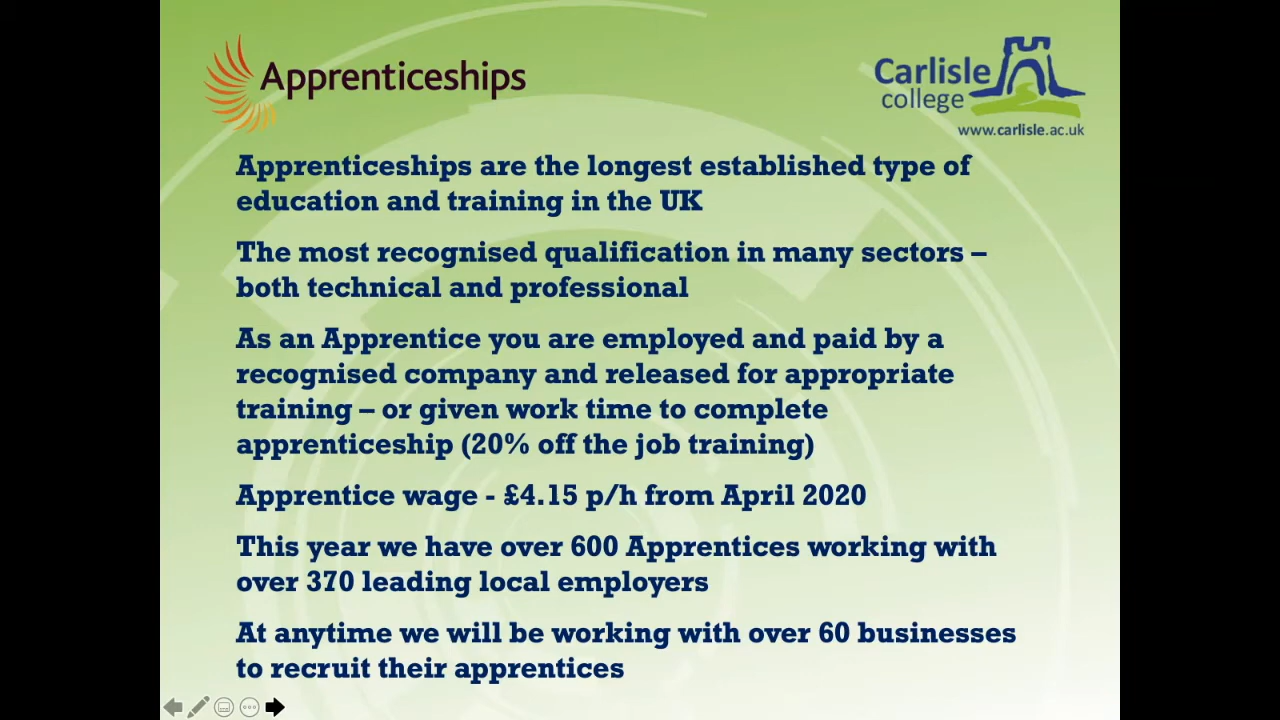 Apprenticeships
Carlisle
college
www.carlisle.ac.uk
Apprenticeships are the longest established type of
education and training in the UK
The most recognised qualification in many sectors –
both technical and professional
As an Apprentice you are employed and paid by a
recognised company and released for appropriate
training – or given work time to complete
apprenticeship (20% off the job training)
Apprentice wage - £4.15 p/h from April 2020
This year we have over 600 Apprentices working with
over 370 leading local employers
At anytime we will be working with over 60 businesses
to recruit their apprentices